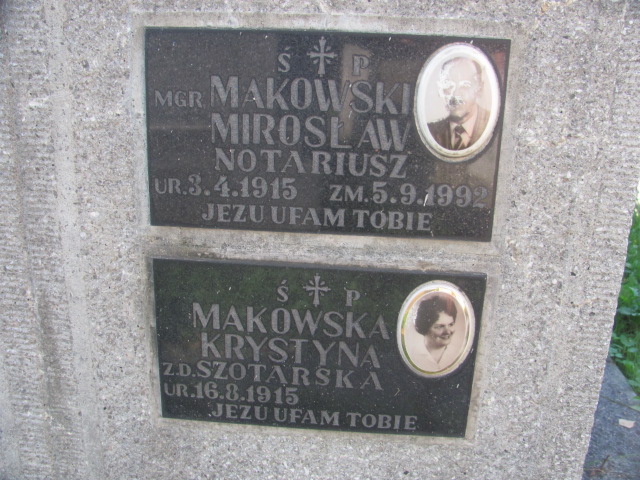 Ś P
MGR. MAKOWSKI
MIROSŁAW
NOTARIUSZ
UR. 3.4.1915 ZM. 5.9.1992
JEZU UFAM TOBIE
Ś P
MAKOWSKA
KRYSTYNA
Z.D. SZOTARSKA
UR. 16.8.1915
JEZU UFAM TOBIE